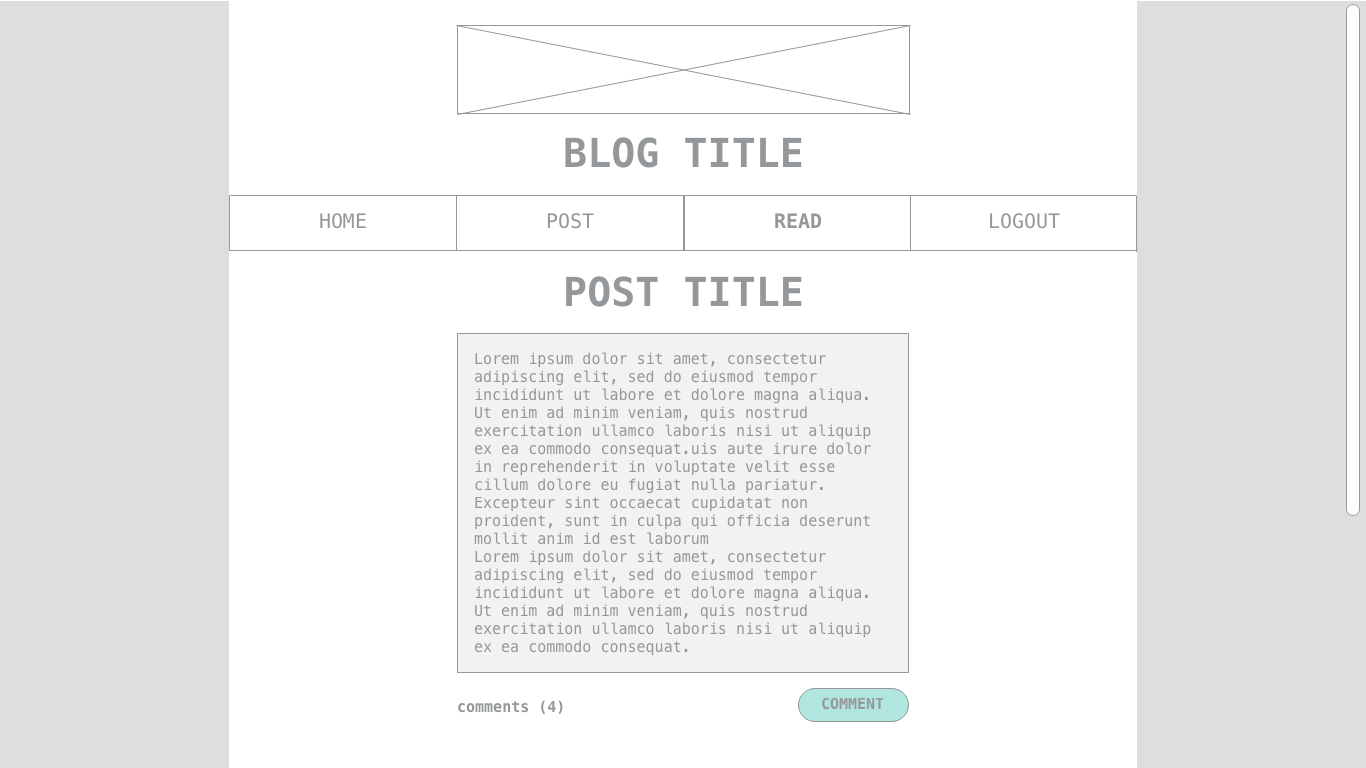 BLOG TITLE
HOME POST READ LOGOUT
POST TITLE
Lorem ipsum dolor sit amet, consectetur
adipiscing elit, sed do eiusmod tempor
incididunt ut labore et dolore magna aliqua.
Ut enim ad minim veniam, quis nostrud
exercitation ullamco laboris nisi ut aliquip
ex ea commodo consequat.uis aute irure dolor
in reprehenderit in voluptate velit esse
cillum dolore eu fugiat nulla pariatur.
Excepteur sint occaecat cupidatat non
proident, sunt in culpa qui officia deserunt
mollit anim id est laborum
Lorem ipsum dolor sit amet, consectetur
adipiscing elit, sed do eiusmod tempor
incididunt ut labore et dolore magna aliqua.
Ut enim ad minim veniam, quis nostrud
exercitation ullamco laboris nisi ut aliquip
ex ea commodo consequat.
comments (4) COMMENT